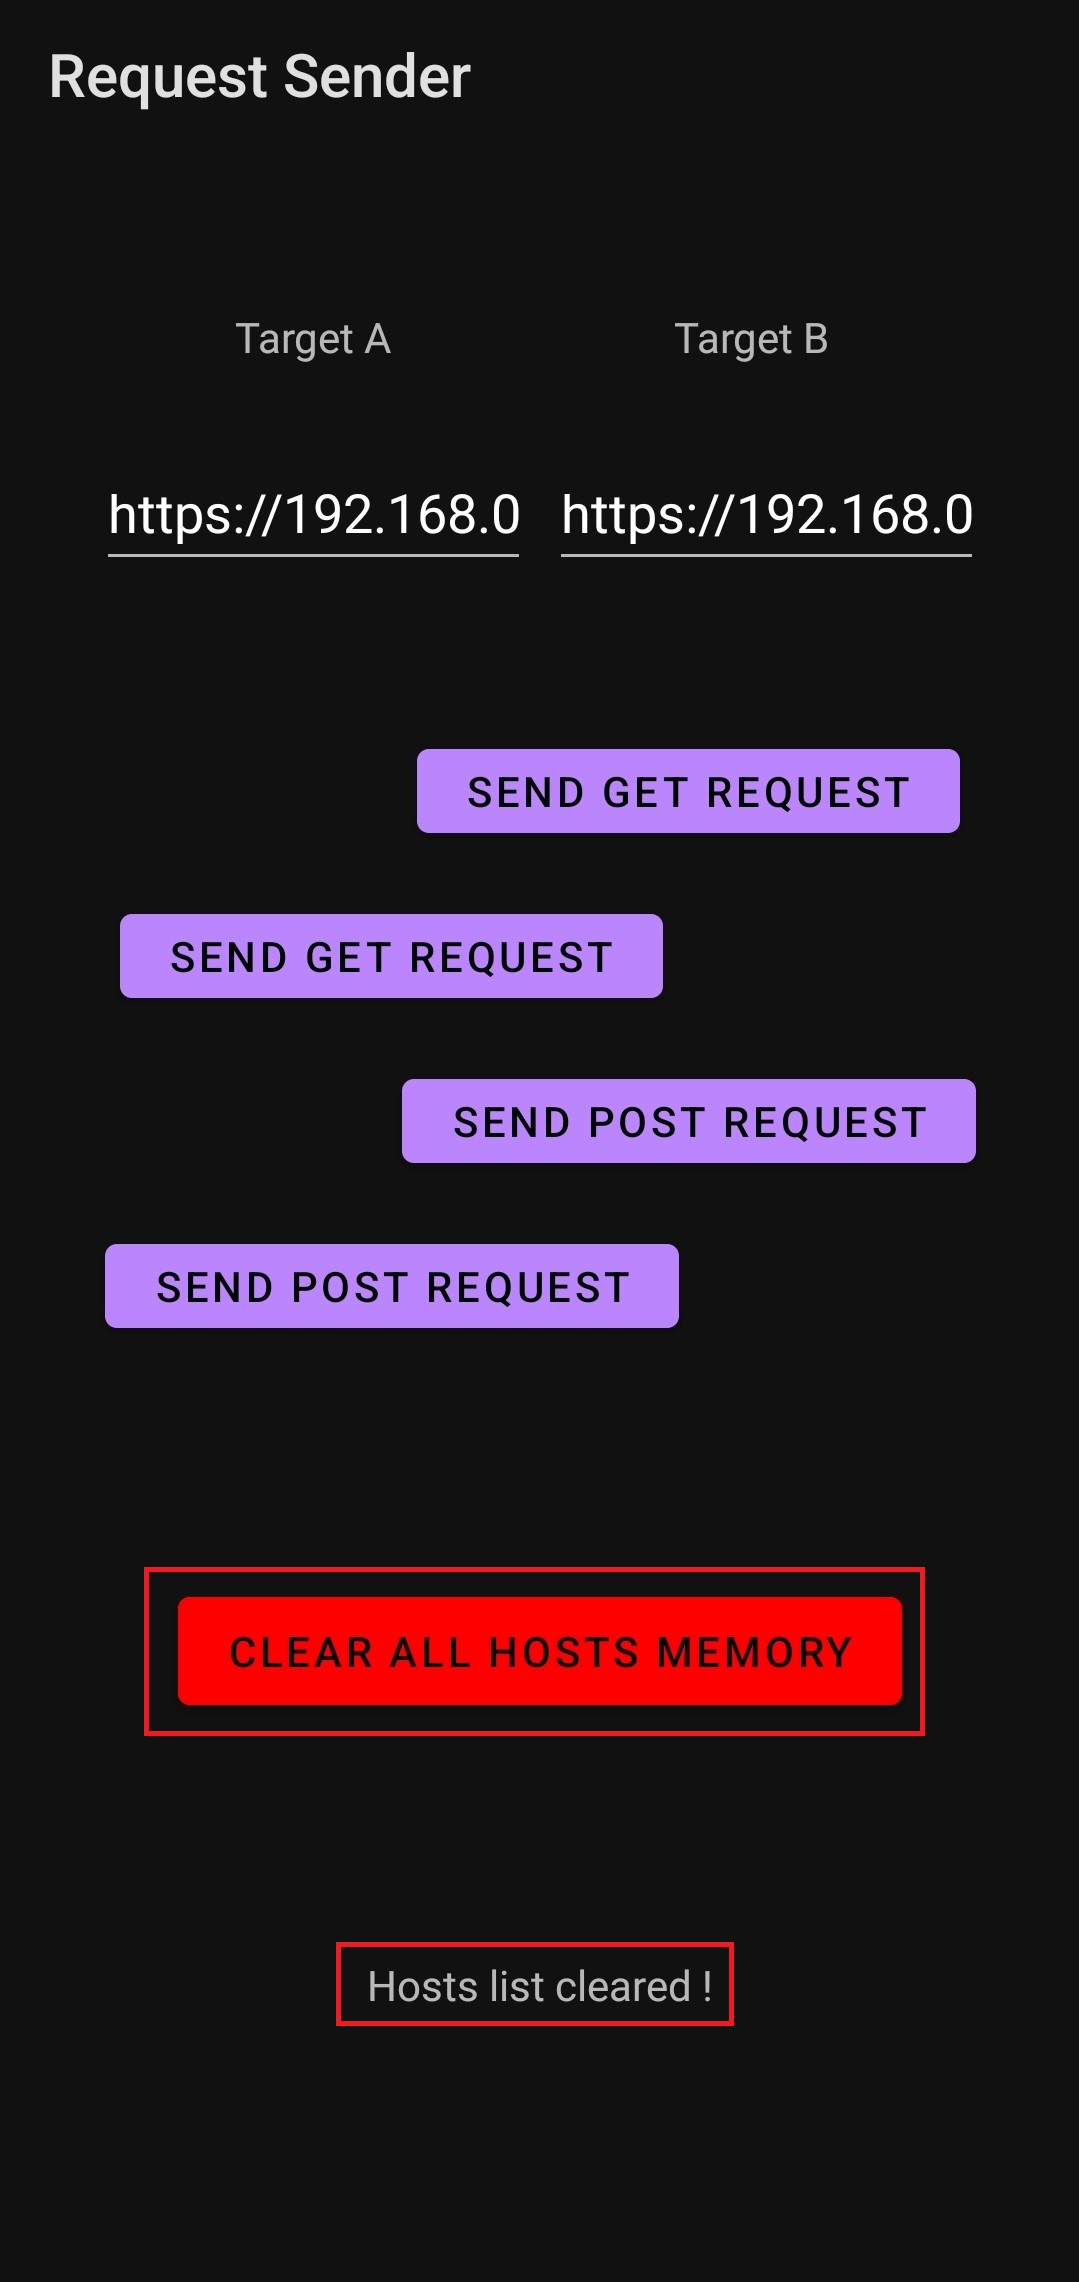 Request Sender
Target A Target B
https://192.168.0 https://192.168.0
SEND GET REQUEST
SEND GET REQUEST
SEND POST REQUEST
SEND POST REQUEST
CLEAR ALL HOSTS MEMORY
Hosts list cleared !